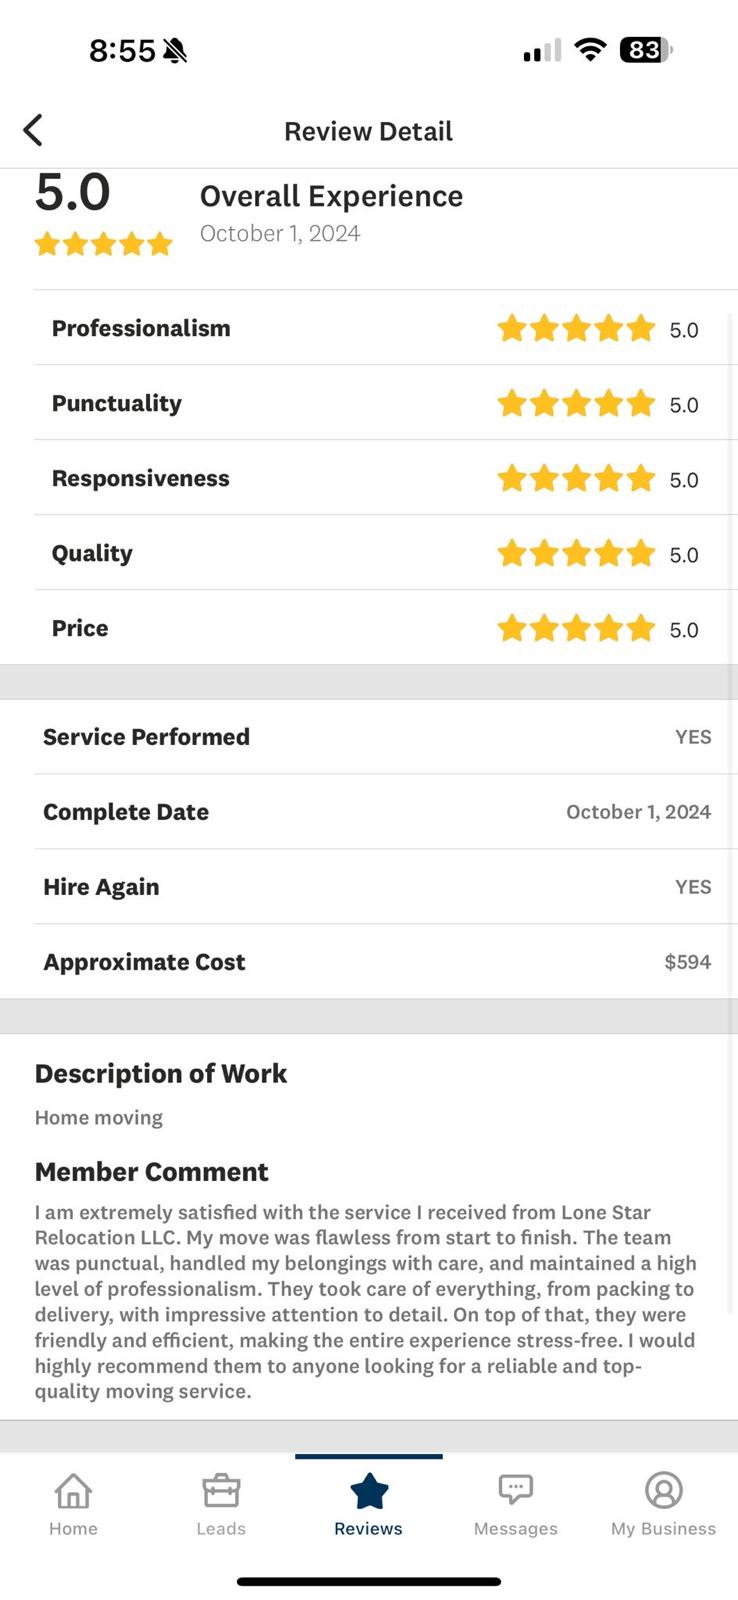 8:55
83
Review Detail
5.0
Overall Experience
October 1, 2024
Professionalism 5.0
Punctuality 5.0
Responsiveness 5.0
Quality 5.0
Price 5.0
Service Performed YES
Complete Date October 1, 2024
Hire Again YES
Approximate Cost $594
Description of Work
Home moving
Member Comment
I am extremely satisfied with the service I received from Lone Star
Relocation LLC. My move was flawless from start to finish. The team
was punctual, handled my belongings with care, and maintained a high
level of professionalism. They took care of everything, from packing to
delivery, with impressive attention to detail. On top of that, they were
friendly and efficient, making the entire experience stress-free. I would
highly recommend them to anyone looking for a reliable and top-
quality moving service.
Home Leads Reviews Messages My Business